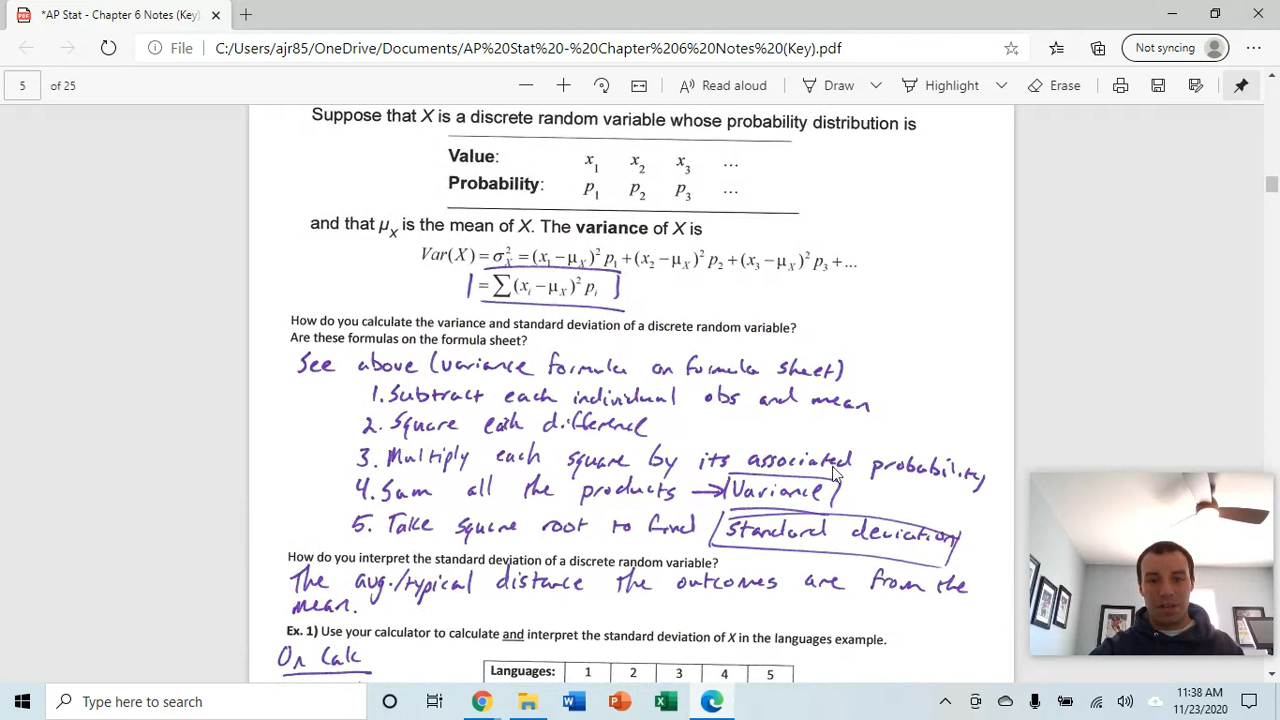 *AP Stat - Chapter 6 Notes (Key).
File C:/Users/ajr85/OneDrive/Documents/AP%20Stat%20-%20Chapter%206%20Notes%20(Key).pdf Not syncing
5 of 25 Read aloud Draw Highlight Erase
Suppose that X is a discrete random variable whose probability distribution is
Value: x₁ x₂ x₃ …
Probability: p₁ p₂ p₃ …
and that μₓ is the mean of X. The variance of X is
Var(X) = σ²ₓ = (x₁ − μₓ)² p₁ + (x₂ − μₓ)² p₂ + (x₃ − μₓ)² p₃ + ...
= ∑(xᵢ − μₓ)² pᵢ
How do you calculate the variance and standard deviation of a discrete random variable?
Are these formulas on the formula sheet?
See above (variance formula on formula sheet)
1. Subtract each individual obs and mean
2. Square each difference
3. Multiply each square by its associated probability
4. Sum all the products → Variance
5. Take square root to find standard deviation
How do you interpret the standard deviation of a discrete random variable?
The avg./typical distance the outcomes are from the
mean.
Ex. 1) Use your calculator to calculate and interpret the standard deviation of X in the languages example.
On Calc
Languages: 1 2 3 4 5
Type here to search
11:38 AM
11/23/2020